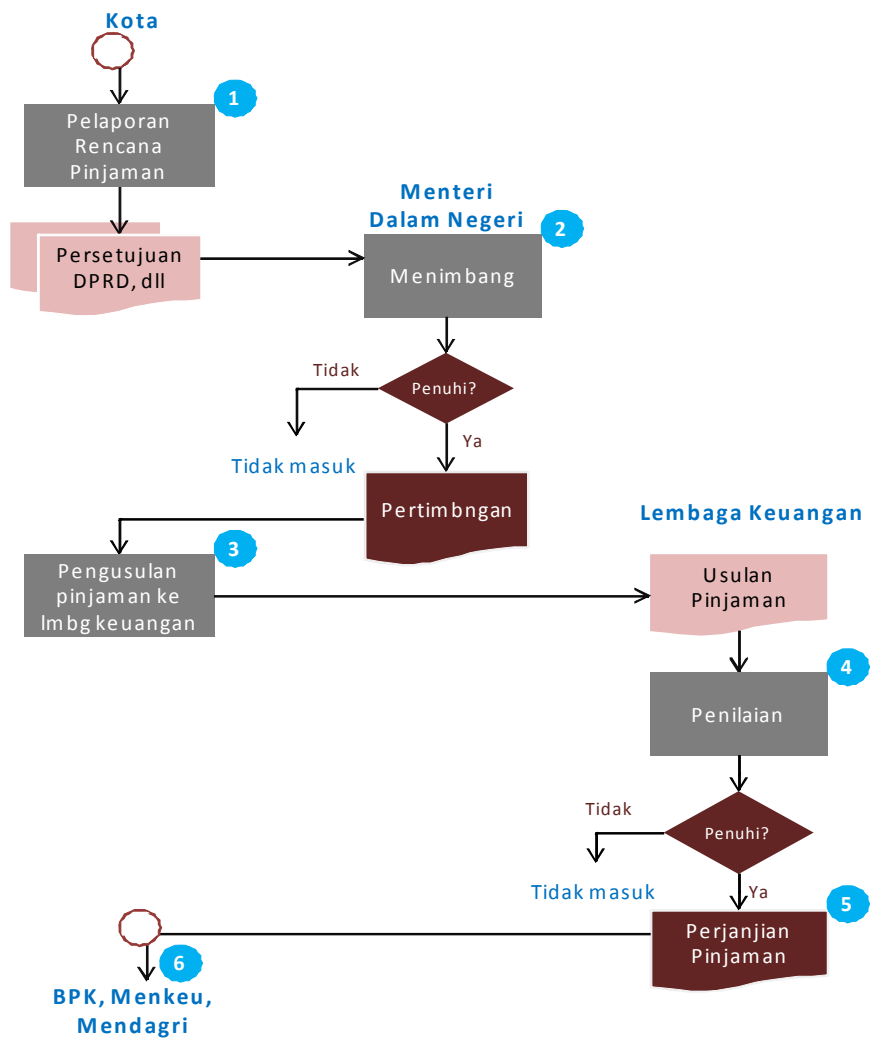 Kota
1
Pelaporan
Rencana
Pinjaman
Persetujuan
DPRD, dll
Menteri
Dalam Negeri
2
Menimbang
Penuhi?
Tidak
Tidak masuk
Ya
Pertimbngan
3
Pengusulan
pinjaman ke
lmbg keuangan
Lembaga Keuangan
Usulan
Pinjaman
4
Penilaian
Penuhi?
Tidak
Tidak masuk
Ya
5
Perjanjian
Pinjaman
6
BPK, Menkeu,
Mendagri